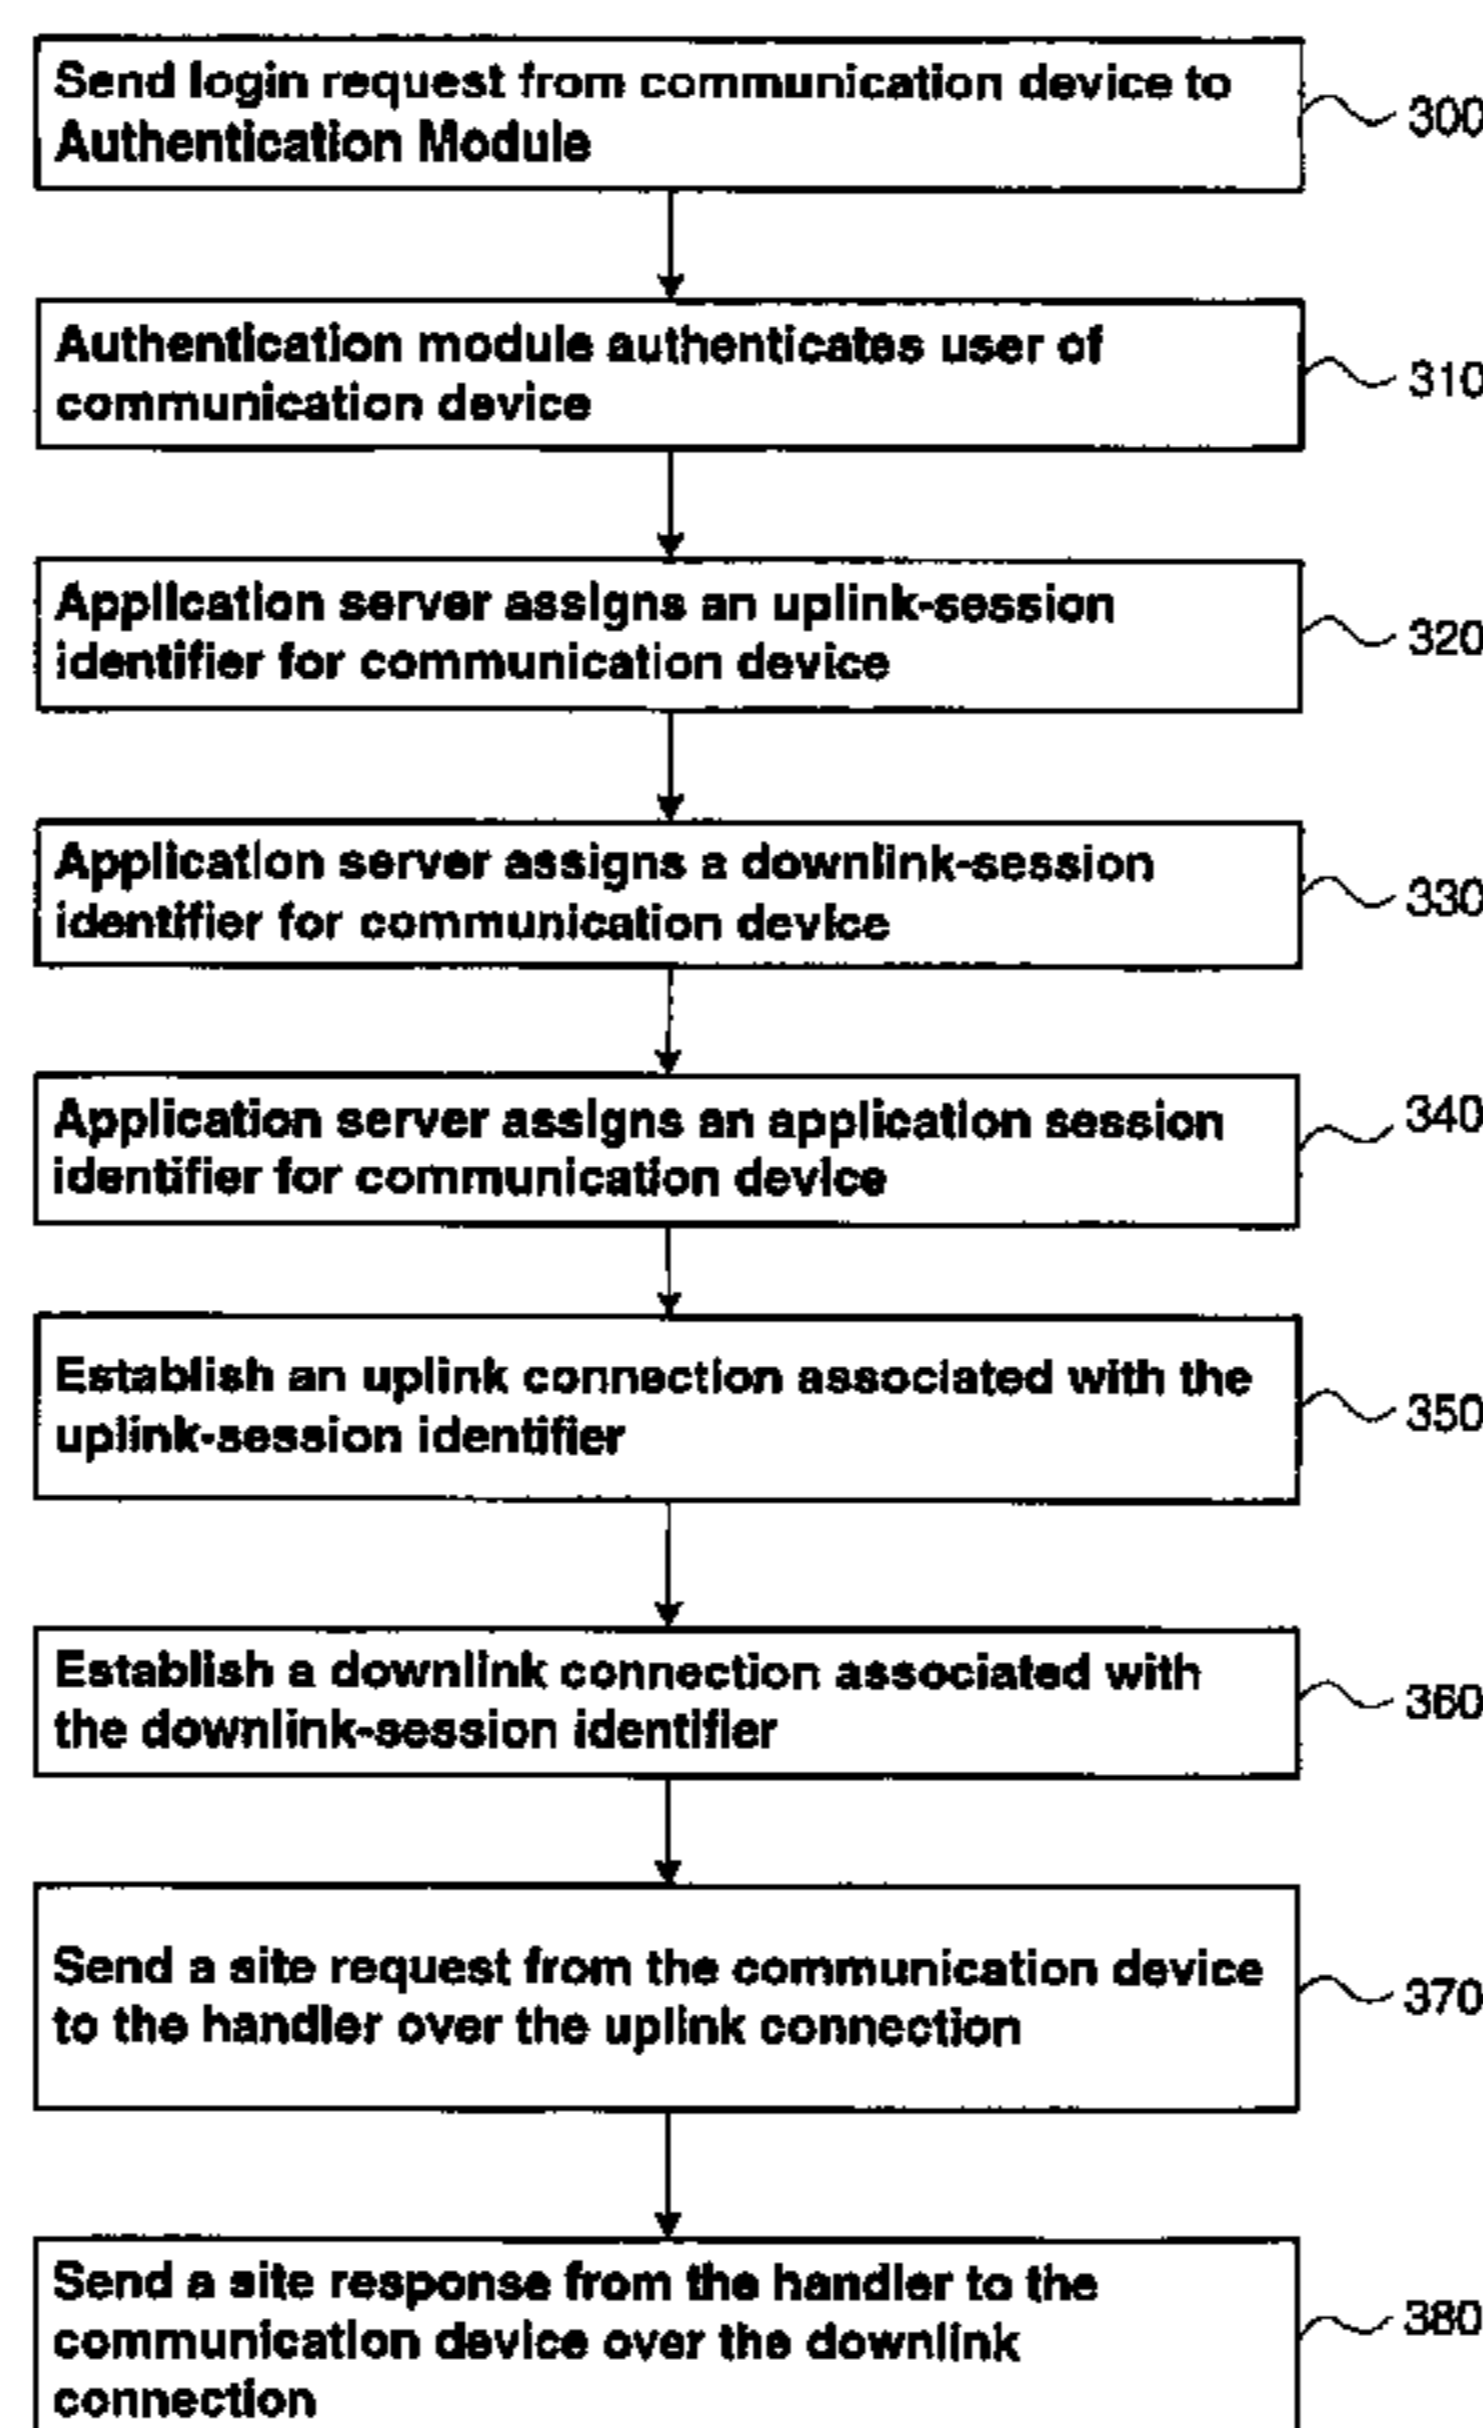 Send login request from communication device to
Authentication Module
300
Authentication module authenticates user of
communication device
310
Application server assigns an uplink-session
identifier for communication device
320
Application server assigns a downlink-session
identifier for communication device
330
Application server assigns an application session
identifier for communication device
340
Establish an uplink connection associated with the
uplink-session identifier
350
Establish a downlink connection associated with
the downlink-session identifier
360
Send a site request from the communication device
to the handler over the uplink connection
370
Send a site response from the handler to the
communication device over the downlink
connection
380